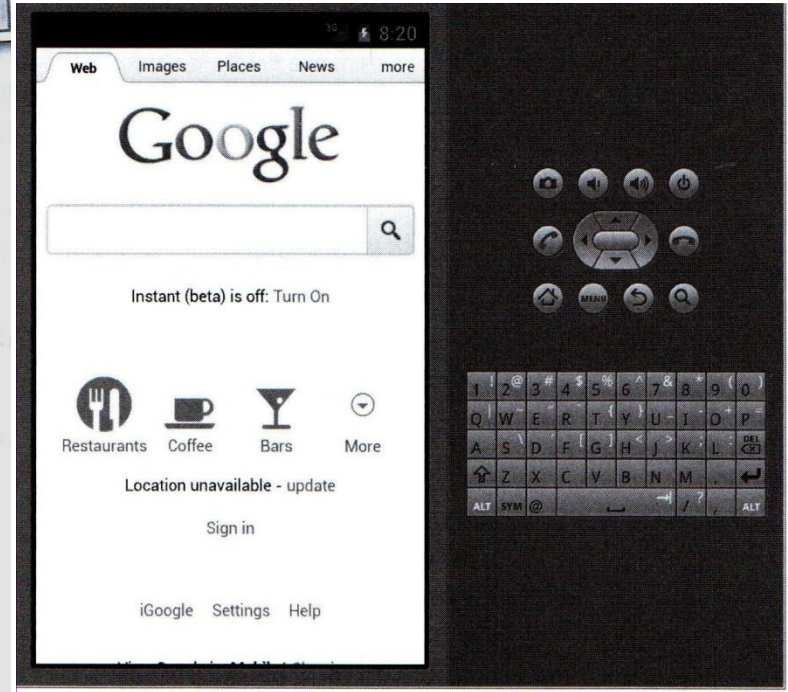 3G 8:20
Web Images Places News more
Google
Instant (beta) is off: Turn On
Restaurants Coffee Bars More
Location unavailable - update
Sign in
iGoogle Settings Help
MENU
1 ! 2 @ 3 # 4 $ 5 % 6 ^ 7 & 8 * 9 ( 0 )
Q | W ~ E " R T { Y } U - I O + P =
A S \ D ' F [ G ] H < J > K ; L : DEL
Z X C V B N M .
ALT SYM @ / ? , ALT